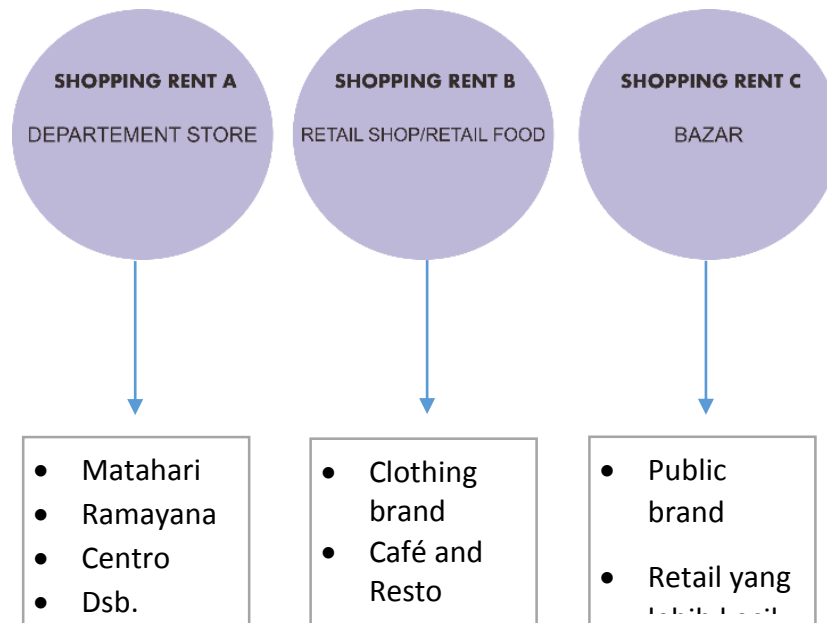 SHOPPING RENT A
DEPARTEMENT STORE
SHOPPING RENT B
RETAIL SHOP/RETAIL FOOD
SHOPPING RENT C
BAZAR
• Matahari
• Ramayana
• Centro
• Dsb.
• Clothing
brand
• Café and
Resto
• Public
brand
• Retail yang